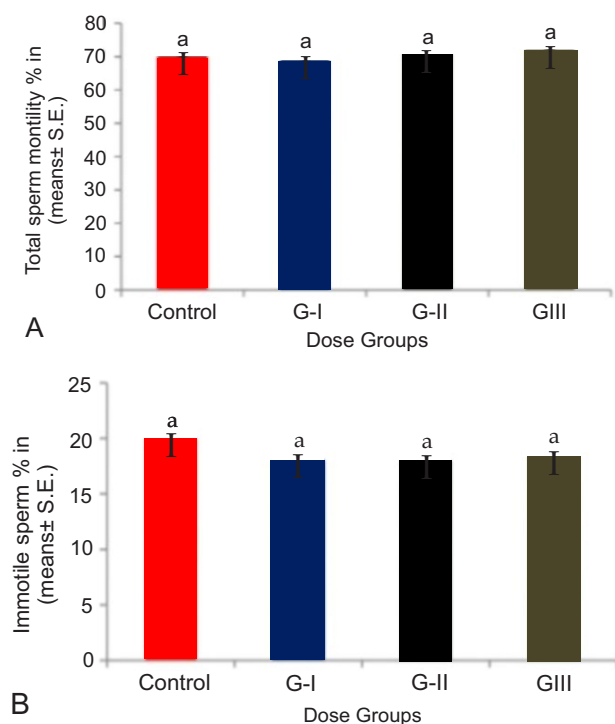 80
70
60
50
40
30
20
10
0
Total sperm montility % in
(means± S.E.)
a
a
a
a
Control G-I G-II GIII
Dose Groups
A
25
20
15
10
5
0
Immotile sperm % in
(means± S.E.)
a
a
a
a
Control G-I G-II GIII
Dose Groups
B